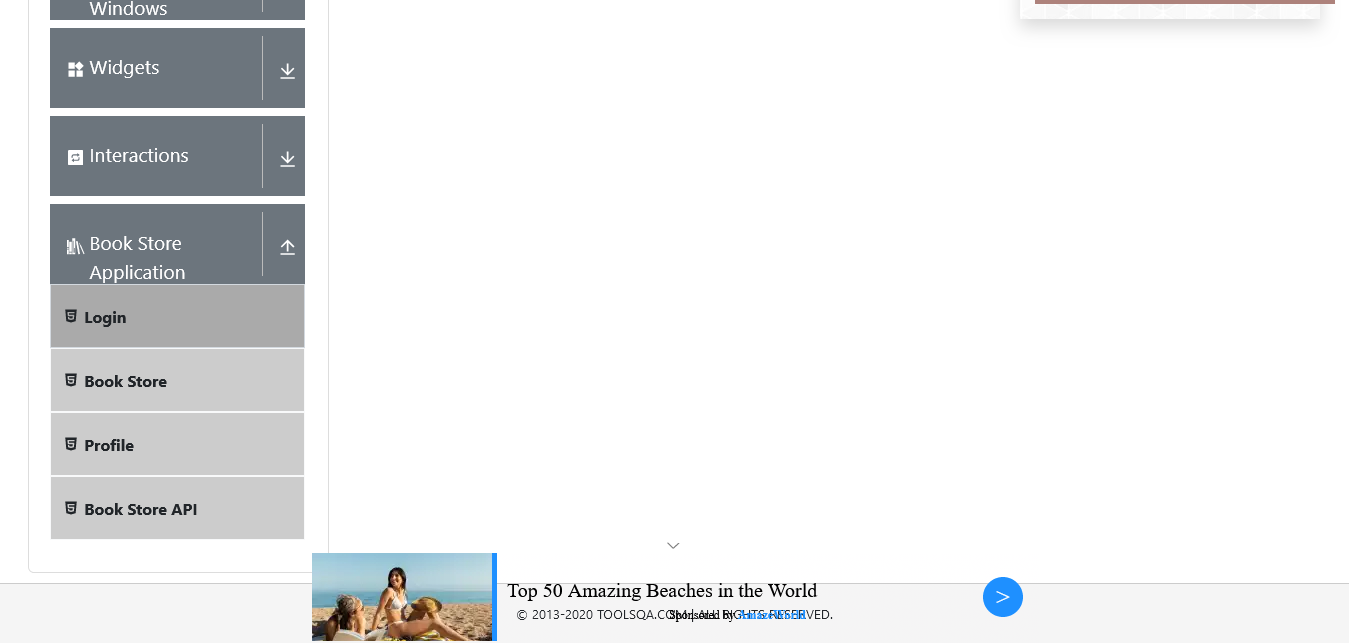 Windows
Widgets
Interactions
Book Store
Application
Login
Book Store
Profile
Book Store API
Top 50 Amazing Beaches in the World
© 2013-2020 TOOLSQA.COM | ALL RIGHTS RESERVED.
Sponsored By
>